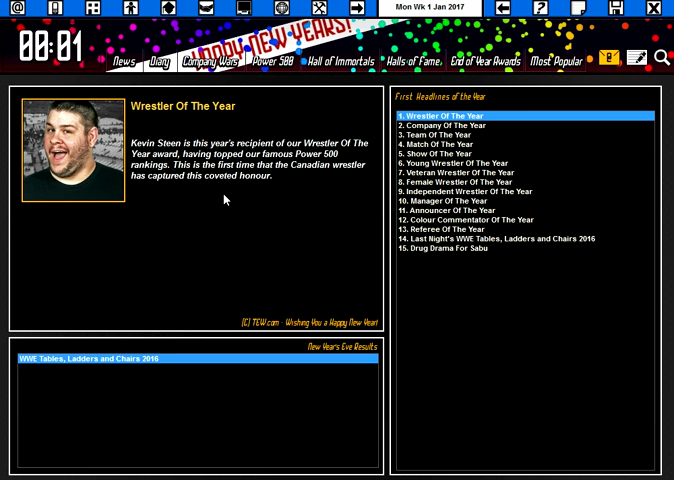 Mon Wk 1 Jan 2017
00:01
HAPPY NEW YEARS!
News
Diary
Company Wars
Power 500
Hall of Immortals
Halls of Fame
End of Year Awards
Most Popular
Wrestler Of The Year
Kevin Steen is this year's recipient of our Wrestler Of The
Year award, having topped our famous Power 500
rankings. This is the first time that the Canadian wrestler
has captured this coveted honour.
(C) TEW.com - Wishing You a Happy New Year!
New Years Eve Results
WWE Tables, Ladders and Chairs 2016
First Headlines of the Year
1. Wrestler Of The Year
2. Company Of The Year
3. Team Of The Year
4. Match Of The Year
5. Show Of The Year
6. Young Wrestler Of The Year
7. Veteran Wrestler Of The Year
8. Female Wrestler Of The Year
9. Independent Wrestler Of The Year
10. Manager Of The Year
11. Announcer Of The Year
12. Colour Commentator Of The Year
13. Referee Of The Year
14. Last Night's WWE Tables, Ladders and Chairs 2016
15. Drug Drama For Sabu